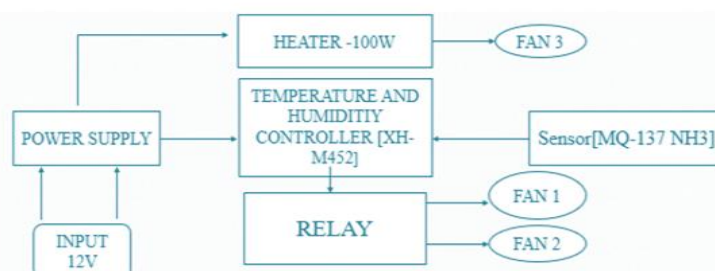 HEATER -100W
FAN 3
TEMPERATURE AND
HUMIDITIY
CONTROLLER [XH-
M452]
POWER SUPPLY
Sensor[MQ-137 NH3]
FAN 1
RELAY
FAN 2
INPUT
12V